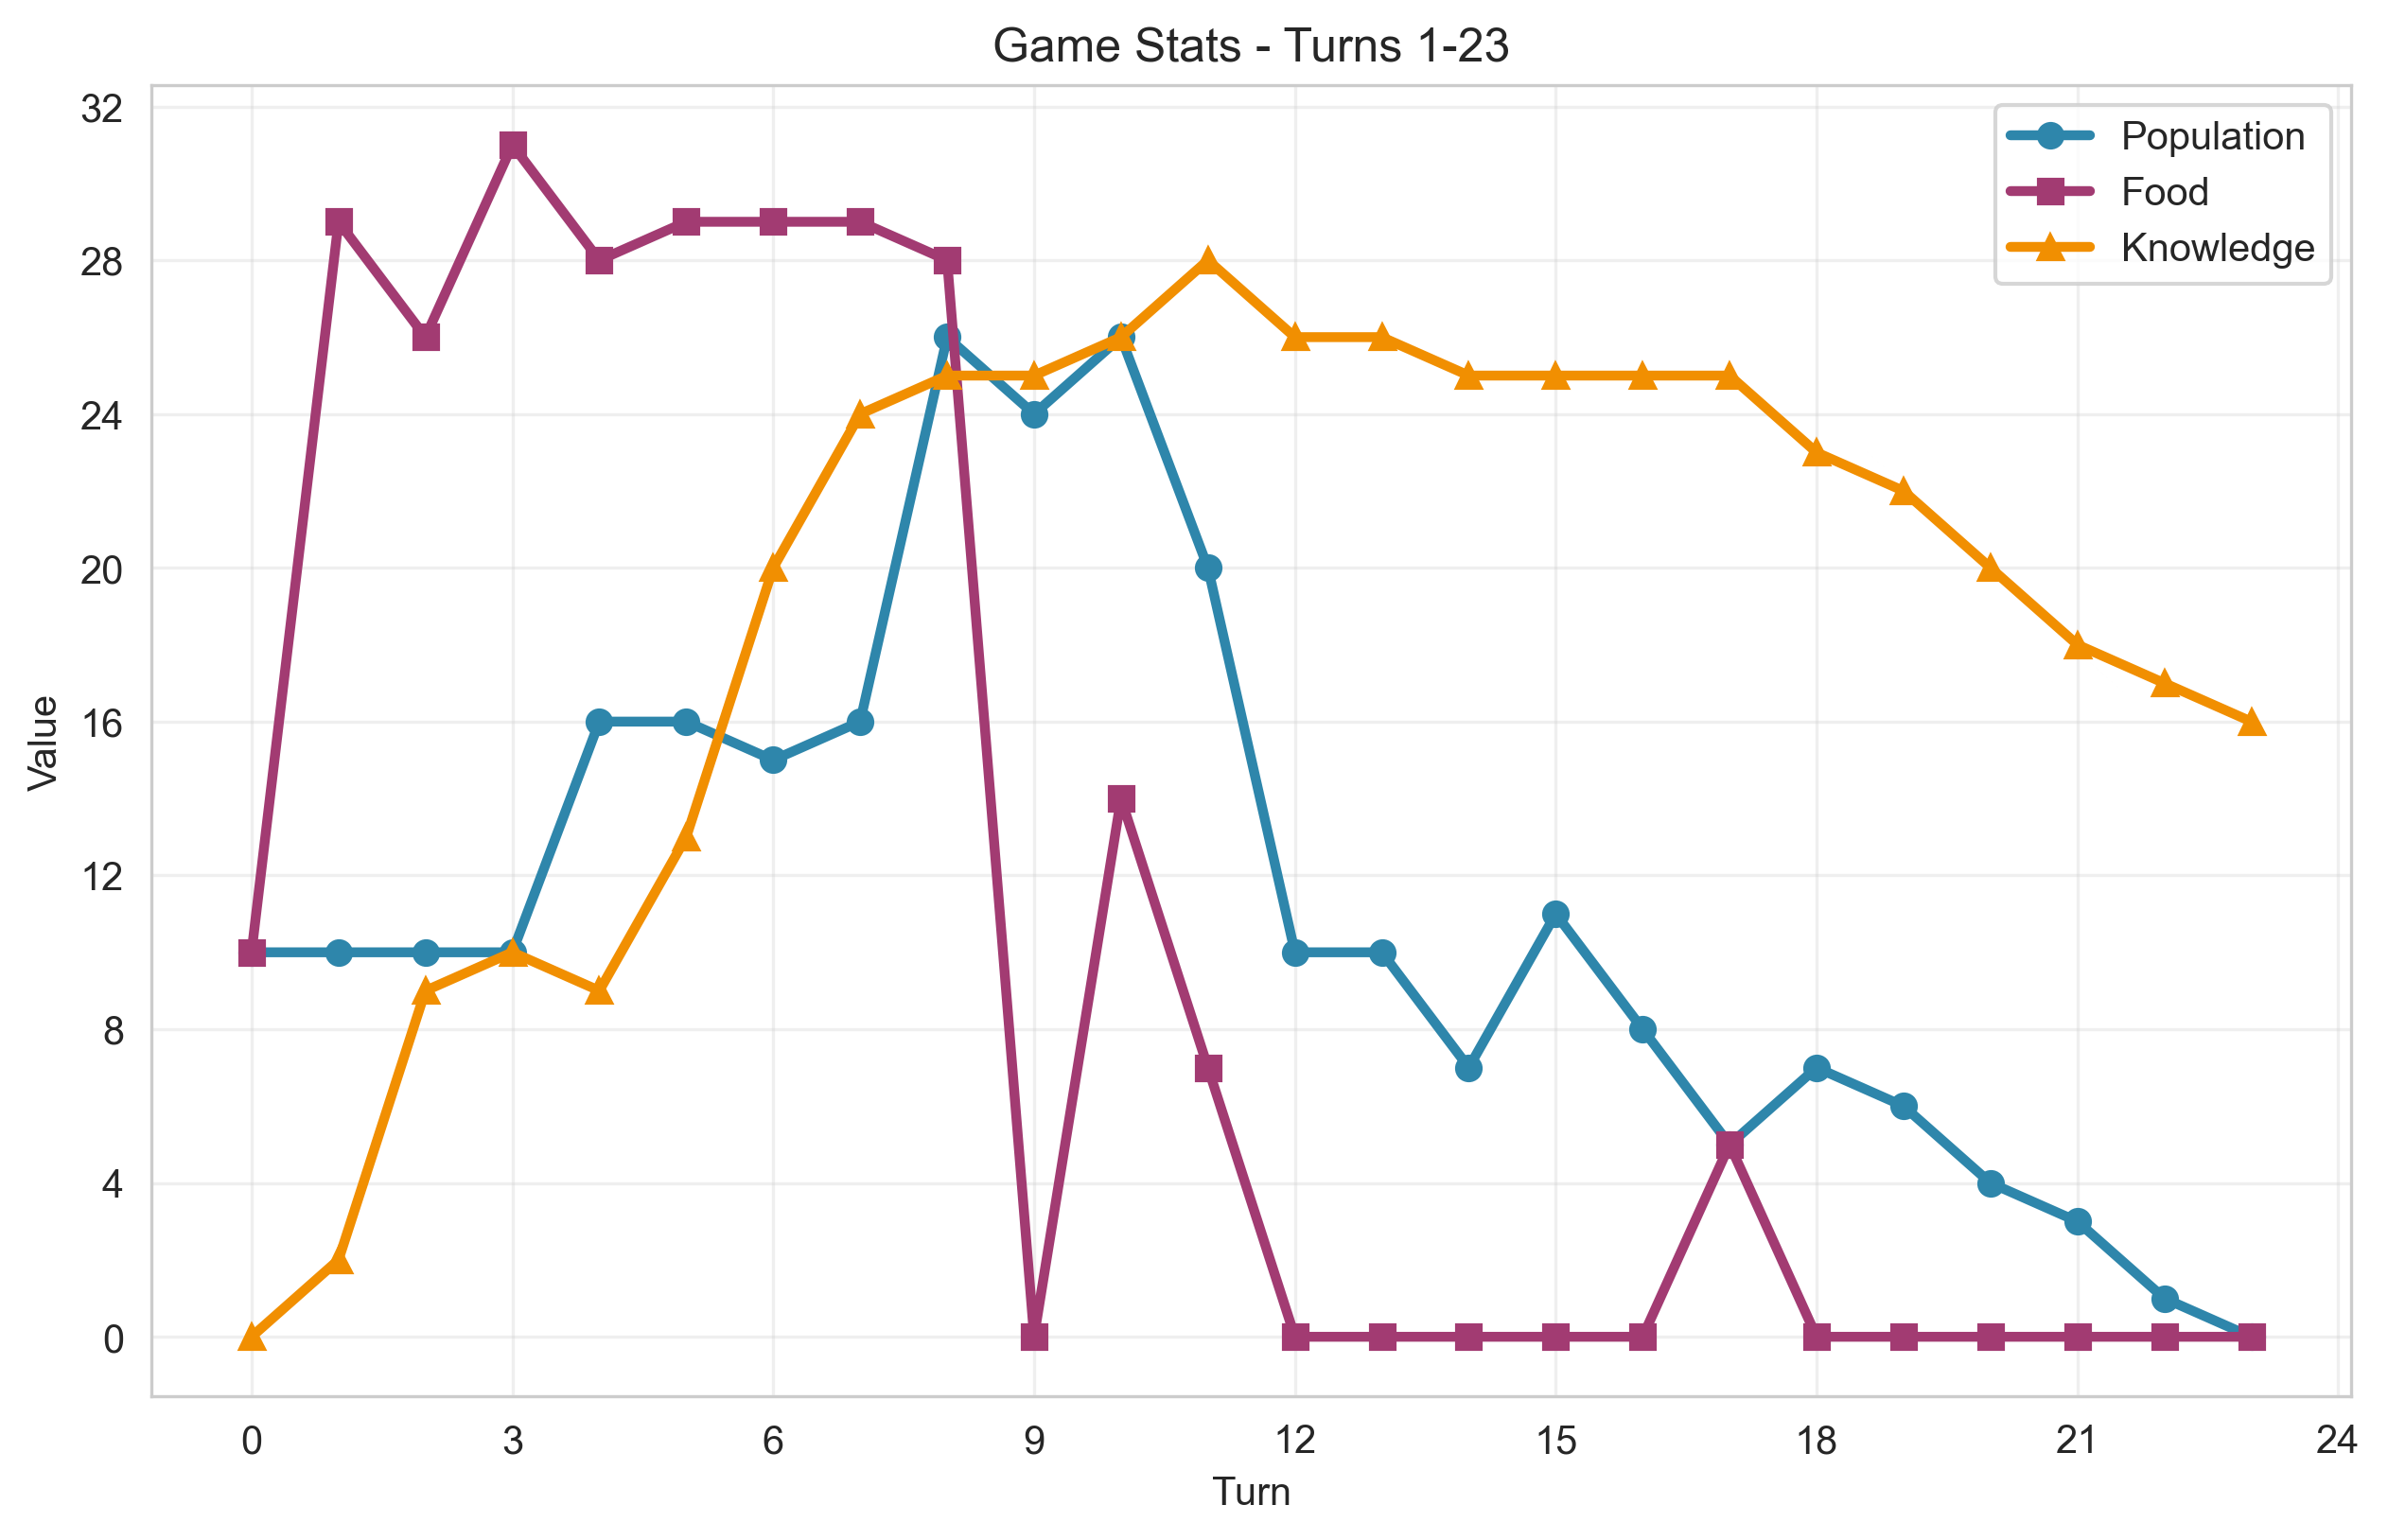 Game Stats - Turns 1-23
32
28
24
20
16
12
8
4
0
Value
Population
Food
Knowledge
0 3 6 9 12 15 18 21 24
Turn